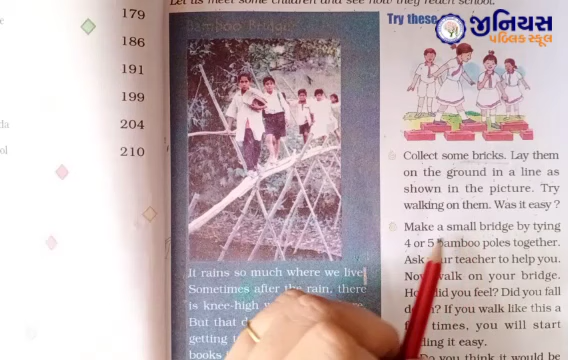 Let us meet some children and see how they reach school.
179
186
191
199
204
210
Bamboo Bridge
It rains so much where we live
Sometimes after the rain, there
is knee-high
But that d
getting
books
Try these
જીનિયસ
પબ્લિક સ્કૂલ
Collect some bricks. Lay them
on the ground in a line as
shown in the picture. Try
walking on them. Was it easy ?
Make a small bridge by tying
4 or 5 bamboo poles together.
Ask your teacher to help you.
Now walk on your bridge.
How did you feel? Did you fall
down? If you walk like this a
few times, you will start
finding it easy.
Do you think it would be